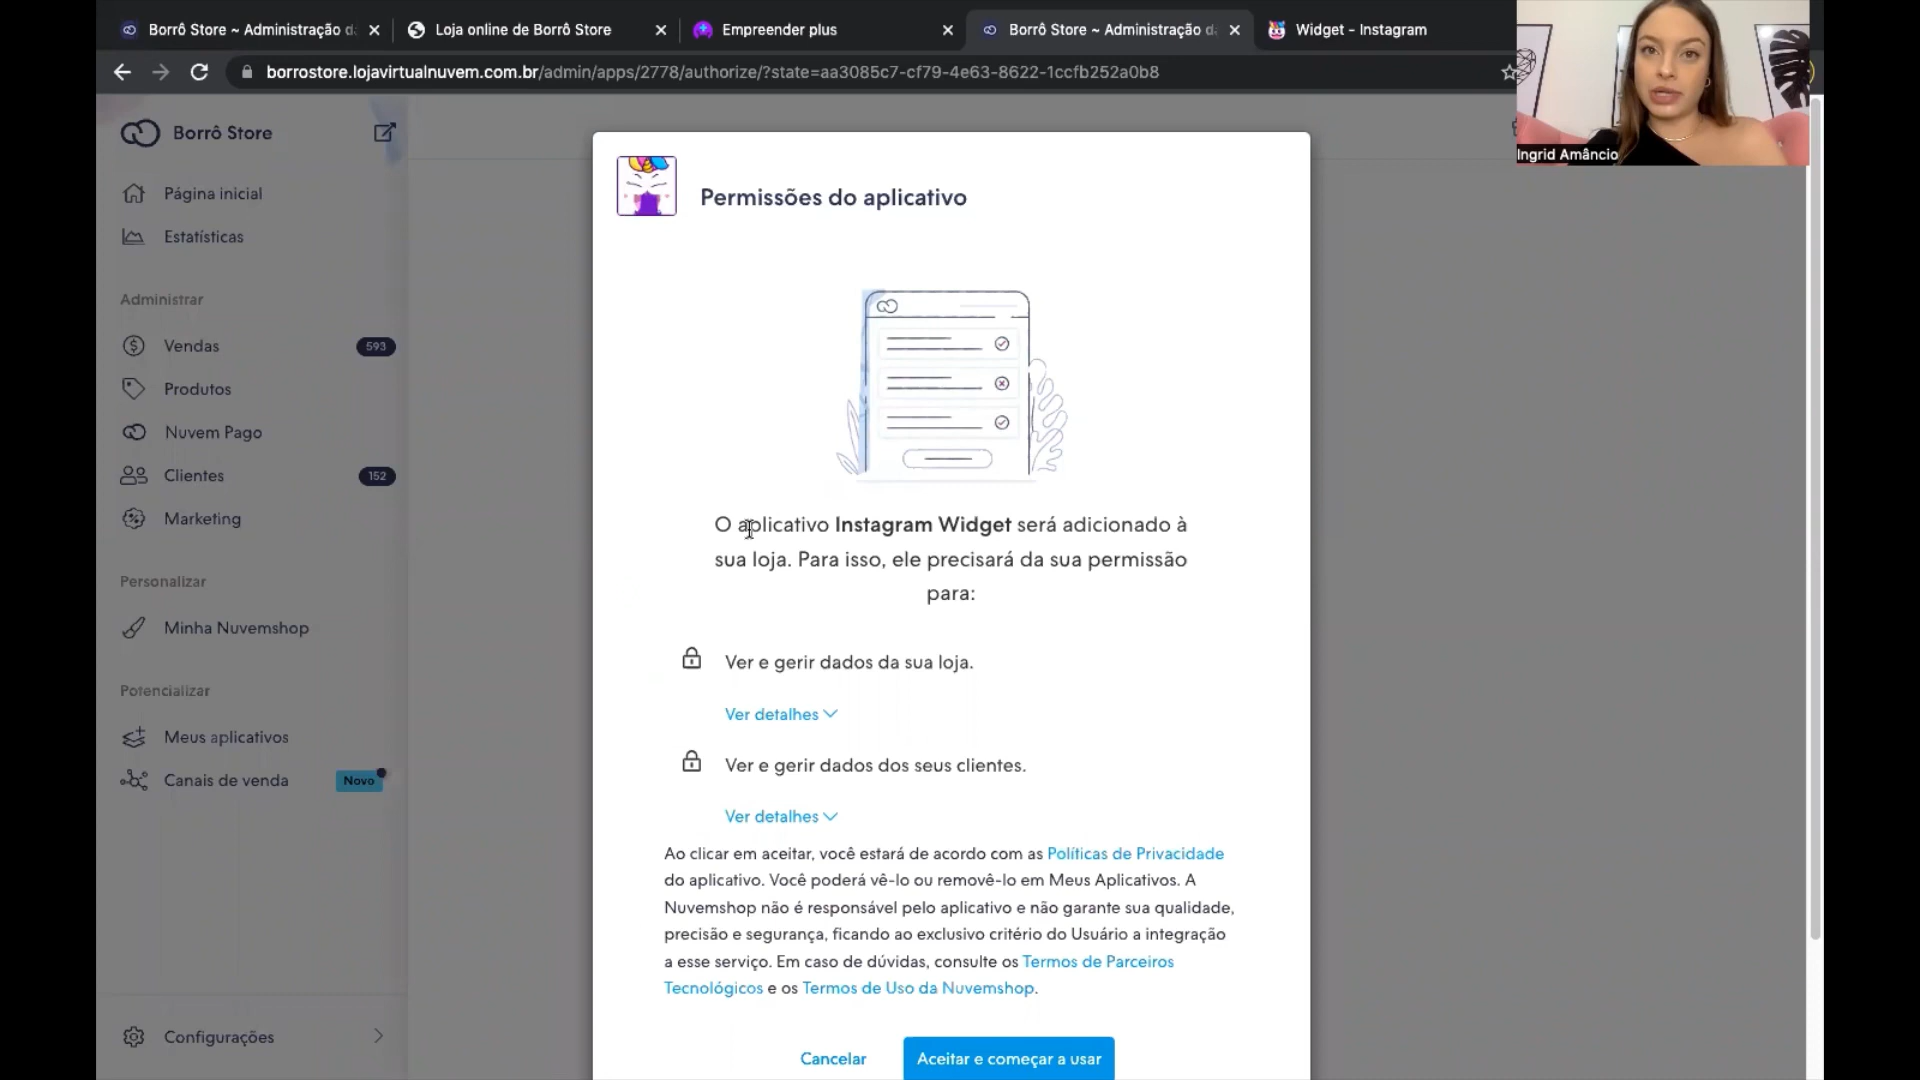 Borrô Store ~ Administração d
Loja online de Borrô Store
Empreender plus
Borrô Store ~ Administração d
Widget - Instagram
borrostore.lojavirtualnuvem.com.br/admin/apps/2778/authorize/?state=aa3085c7-cf79-4e63-8622-1ccfb252a0b8
Ingrid Amâncio
Borrô Store
Página inicial
Estatísticas
Administrar
Vendas 593
Produtos
Nuvem Pago
Clientes 152
Marketing
Personalizar
Minha Nuvemshop
Potencializar
Meus aplicativos
Canais de venda Novo
Configurações
Permissões do aplicativo
O aplicativo Instagram Widget será adicionado à
sua loja. Para isso, ele precisará da sua permissão
para:
Ver e gerir dados da sua loja.
Ver detalhes
Ver e gerir dados dos seus clientes.
Ver detalhes
Ao clicar em aceitar, você estará de acordo com as Políticas de Privacidade
do aplicativo. Você poderá vê-lo ou removê-lo em Meus Aplicativos. A
Nuvemshop não é responsável pelo aplicativo e não garante sua qualidade,
precisão e segurança, ficando ao exclusivo critério do Usuário a integração
a esse serviço. Em caso de dúvidas, consulte os Termos de Parceiros
Tecnológicos e os Termos de Uso da Nuvemshop.
Cancelar
Aceitar e começar a usar